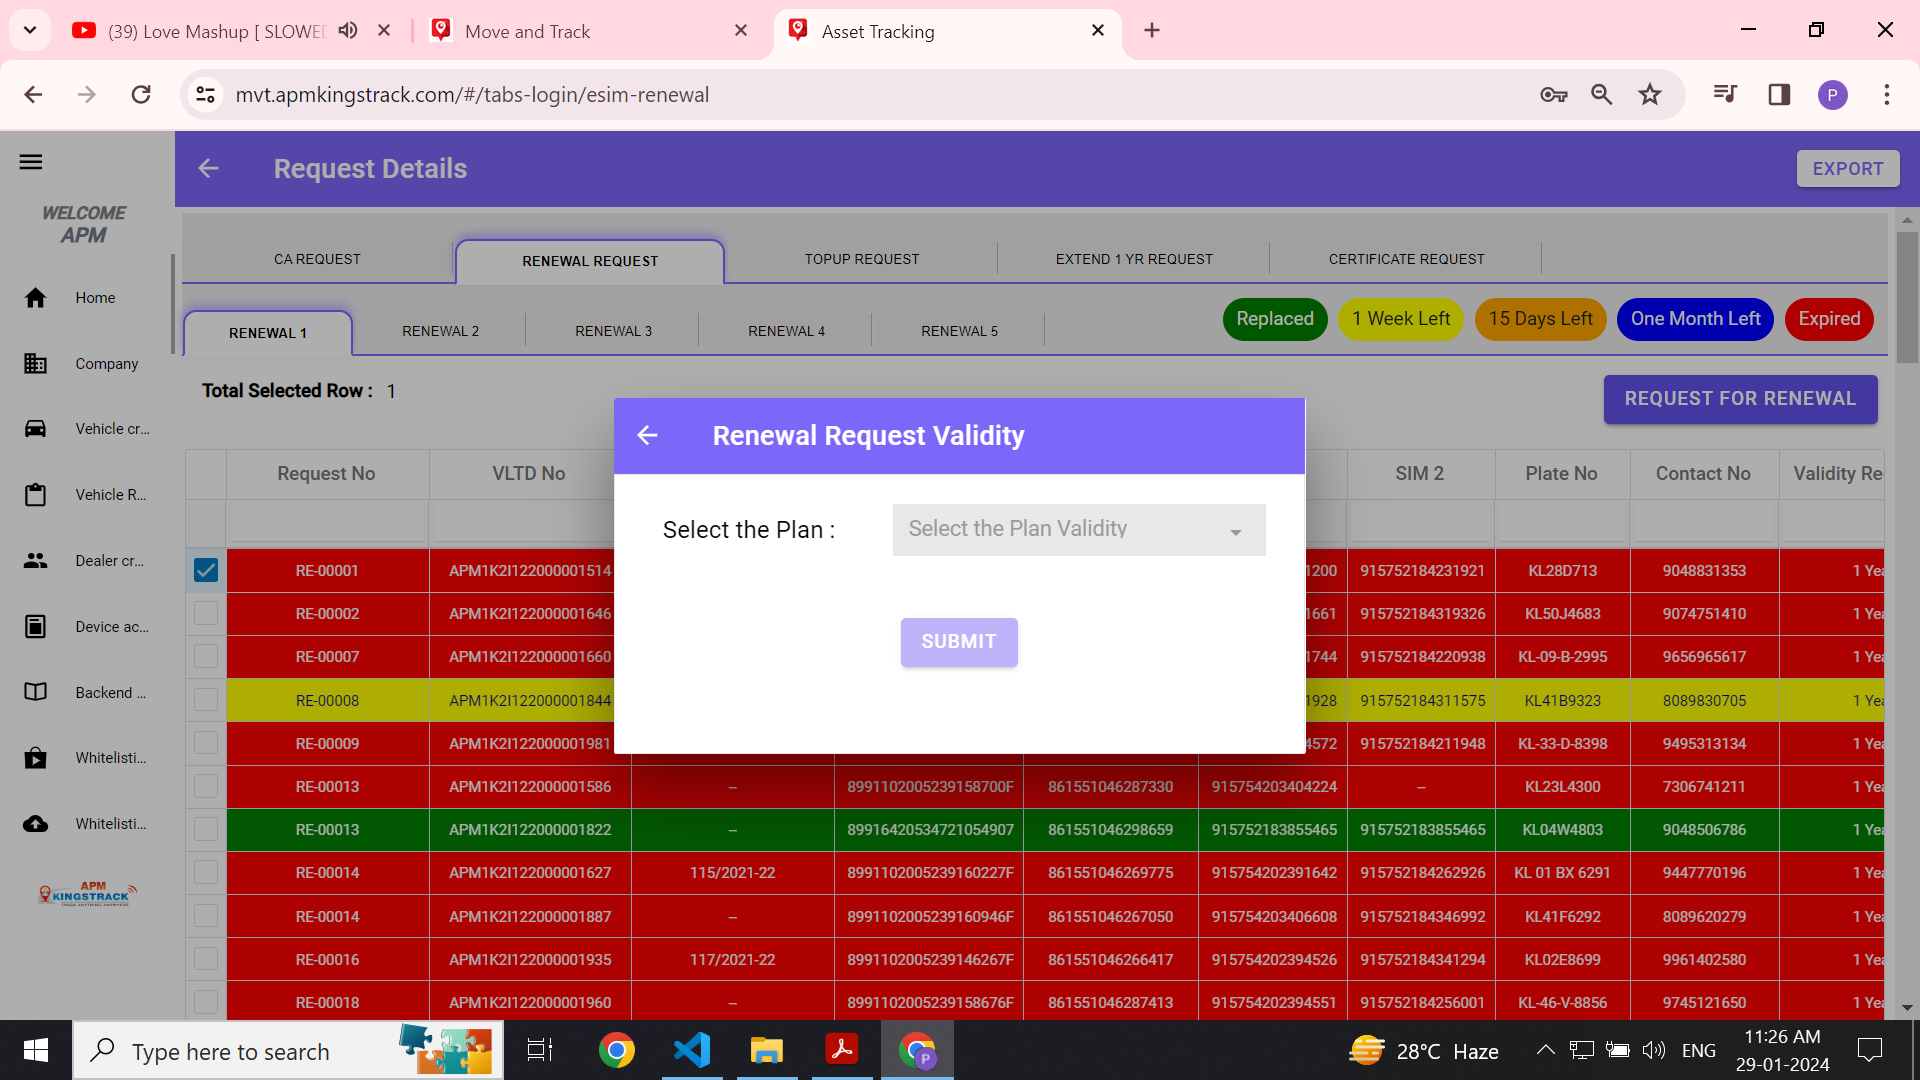 (39) Love Mashup [ SLOWED
Move and Track
Asset Tracking
mvt.apmkingstrack.com/#/tabs-login/esim-renewal
P
WELCOME
APM
Home
Company
Vehicle cr...
Vehicle R...
Dealer cr...
Device ac...
Backend ...
Whitelisti...
Whitelisti...
APM
KINGSTRACK
Request Details
EXPORT
CA REQUEST RENEWAL REQUEST TOPUP REQUEST EXTEND 1 YR REQUEST CERTIFICATE REQUEST
RENEWAL 1 RENEWAL 2 RENEWAL 3 RENEWAL 4 RENEWAL 5
Replaced 1 Week Left 15 Days Left One Month Left Expired
Total Selected Row : 1
REQUEST FOR RENEWAL
Renewal Request Validity
Select the Plan : Select the Plan Validity
SUBMIT
Request No VLTD No SIM 2 Plate No Contact No Validity Re
RE-00001 APM1K2I122000001514 1200 915752184231921 KL28D713 9048831353 1 Yea
RE-00002 APM1K2I122000001646 1661 915752184319326 KL50J4683 9074751410 1 Yea
RE-00007 APM1K2I122000001660 1744 915752184220938 KL-09-B-2995 9656965617 1 Yea
RE-00008 APM1K2I122000001844 1928 915752184311575 KL41B9323 8089830705 1 Yea
RE-00009 APM1K2I122000001981 4572 915752184211948 KL-33-D-8398 9495313134 1 Yea
RE-00013 APM1K2I122000001586 -- 8991102005239158700F 861551046287330 915754203404224 -- KL23L4300 7306741211 1 Yea
RE-00013 APM1K2I122000001822 -- 89916420534721054907 861551046298659 915752183855465 915752183855465 KL04W4803 9048506786 1 Yea
RE-00014 APM1K2I122000001627 115/2021-22 8991102005239160227F 861551046269775 915754202391642 915752184262926 KL 01 BX 6291 9447770196 1 Yea
RE-00014 APM1K2I122000001887 -- 8991102005239160946F 861551046267050 915754203406608 915752184346992 KL41F6292 8089620279 1 Yea
RE-00016 APM1K2I122000001935 117/2021-22 8991102005239146267F 861551046266417 915754202394526 915752184341294 KL02E8699 9961402580 1 Yea
RE-00018 APM1K2I122000001960 -- 8991102005239158676F 861551046287413 915754202394551 915752184256001 KL-46-V-8856 9745121650 1 Yea
Type here to search
P
28°C Haze
ENG
11:26 AM
29-01-2024